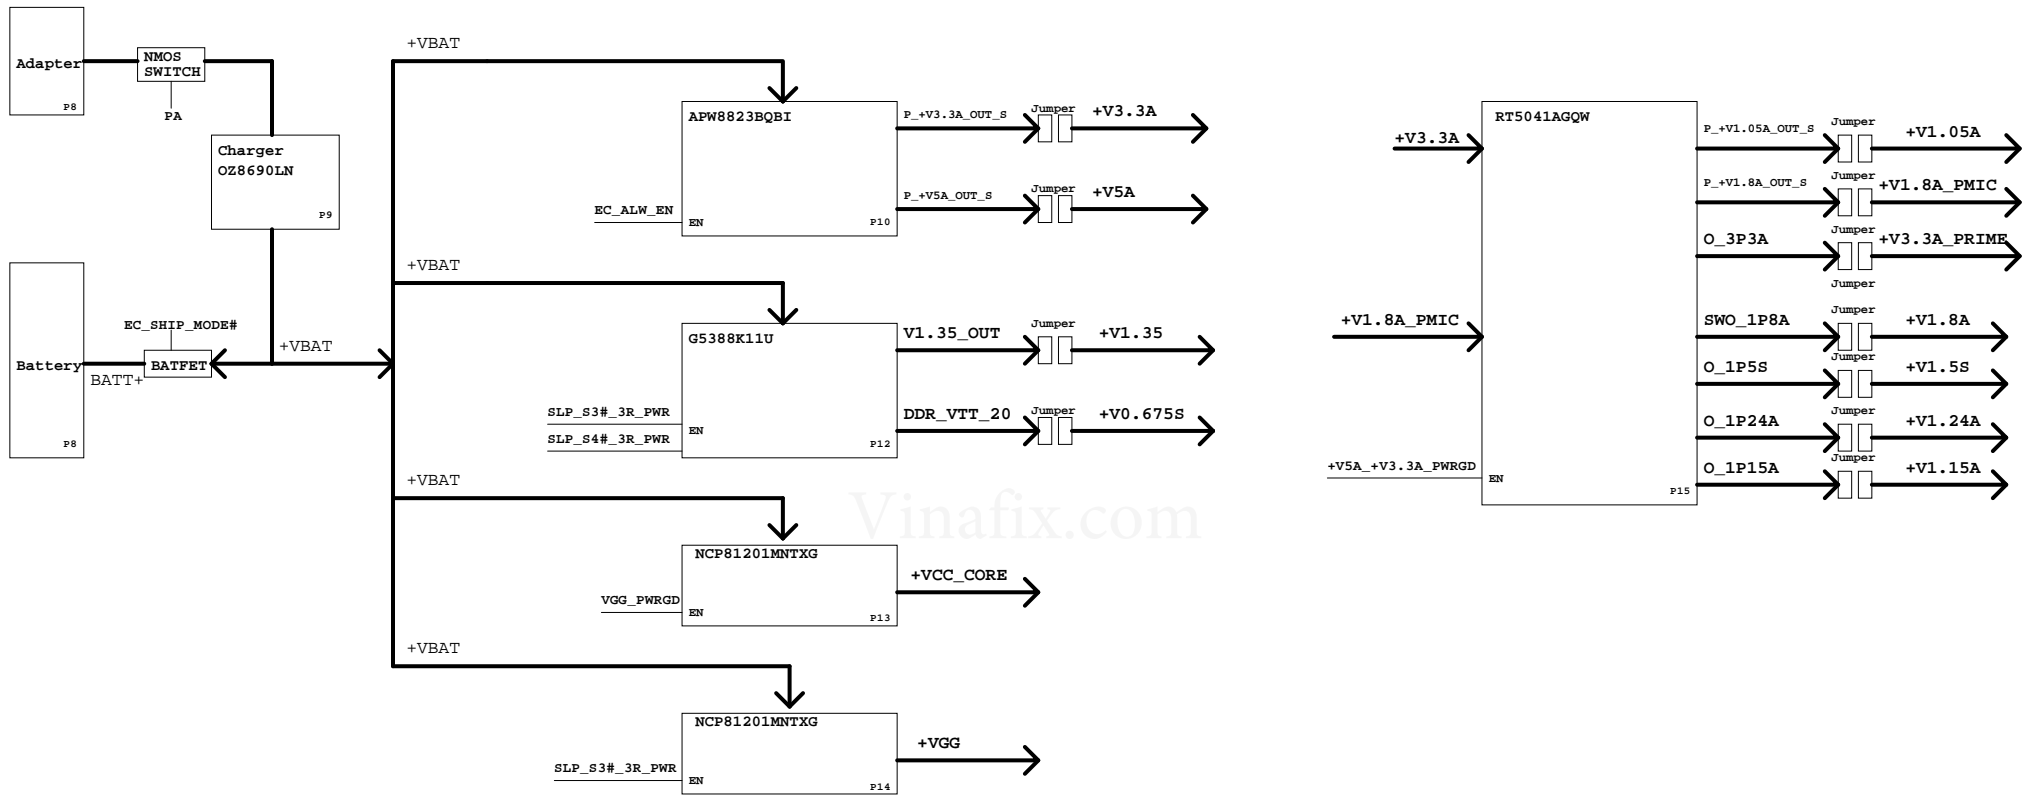 Adapter
P8
NMOS
SWITCH
PA
Charger
OZ8690LN
P9
Battery
P8
BATT+
EC_SHIP_MODE#
BATFET
+VBAT
+VBAT
APW8823BQBI
P10
EC_ALW_EN
EN
P_+V3.3A_OUT_S
Jumper
+V3.3A
P_+V5A_OUT_S
Jumper
+V5A
+VBAT
G5388K11U
P12
SLP_S3#_3R_PWR
EN
SLP_S4#_3R_PWR
V1.35_OUT
Jumper
+V1.35
DDR_VTT_20
Jumper
+V0.675S
+VBAT
NCP81201MNTXG
P13
VGG_PWRGD
EN
+VCC_CORE
+VBAT
NCP81201MNTXG
P14
SLP_S3#_3R_PWR
EN
+VGG
RT5041AGQW
P15
+V3.3A
+V1.8A_PMIC
+V5A_+V3.3A_PWRGD
EN
P_+V1.05A_OUT_S
Jumper
+V1.05A
P_+V1.8A_OUT_S
Jumper
+V1.8A_PMIC
O_3P3A
Jumper
+V3.3A_PRIME
Jumper
SWO_1P8A
+V1.8A
Jumper
O_1P5S
+V1.5S
Jumper
O_1P24A
+V1.24A
Jumper
O_1P15A
+V1.15A
Vinafix.com